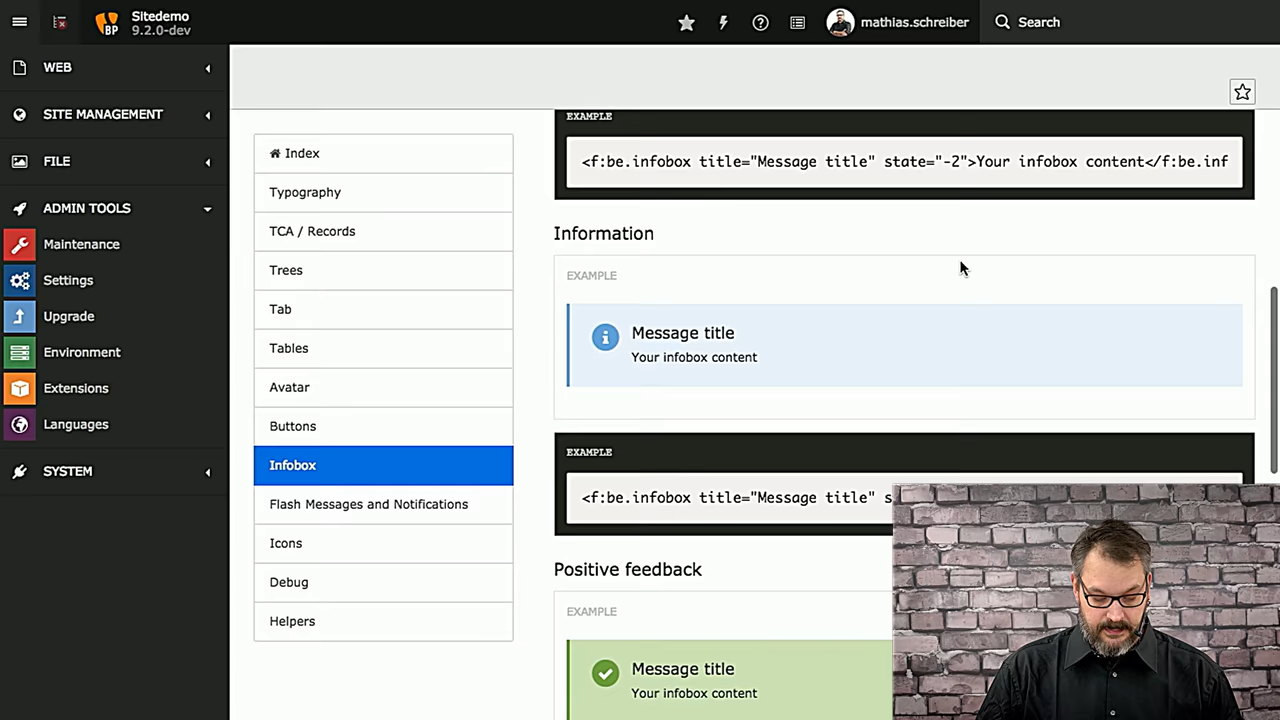 Sitedemo
BP
9.2.0-dev
mathias.schreiber
Search
WEB
SITE MANAGEMENT
FILE
ADMIN TOOLS
Maintenance
Settings
Upgrade
Environment
Extensions
Languages
SYSTEM
Index
Typography
TCA / Records
Trees
Tab
Tables
Avatar
Buttons
Infobox
Flash Messages and Notifications
Icons
Debug
Helpers
EXAMPLE
<f:be.infobox title="Message title" state="-2">Your infobox content</f:be.inf
Information
EXAMPLE
Message title
Your infobox content
EXAMPLE
<f:be.infobox title="Message title" s
Positive feedback
EXAMPLE
Message title
Your infobox content